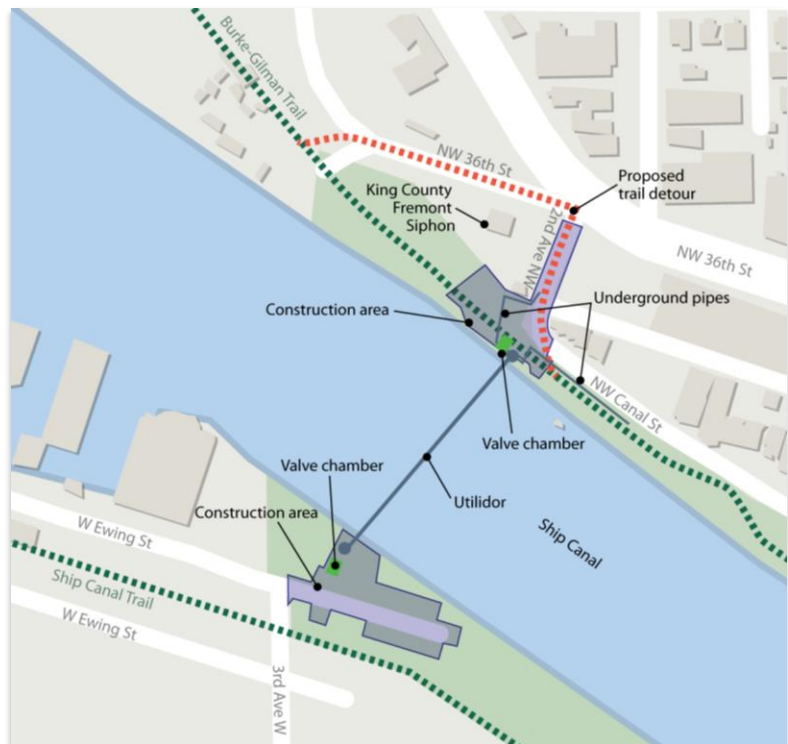 Burke-Gilman Trail
NW 36th St
Proposed
trail detour
King County
Fremont
Siphon
2nd Ave NW
NW 36th St
Underground pipes
Construction area
NW Canal St
Valve chamber
Valve chamber
Utilidor
Construction area
Ship Canal
W Ewing St
Ship Canal Trail
W Ewing St
3rd Ave W